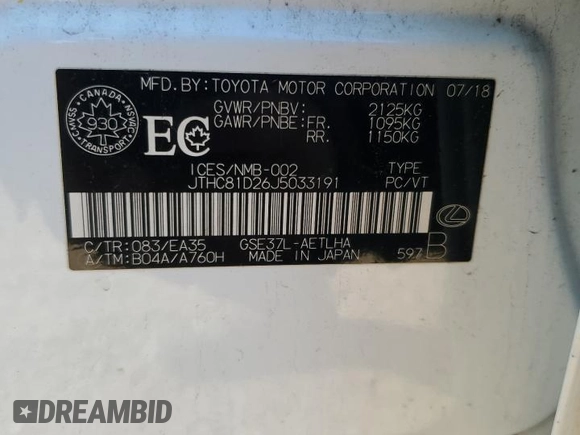 MFD.BY: TOYOTA MOTOR CORPORATION 07/18
GVWR/PNBV: 2125KG
GAWR/PNBE: FR. 1095KG
RR. 1150KG
CANADA
CMVSS NSVAC
930
TRANSPORT
EC
ICES/NMB-002 TYPE
JTHC81D26J5033191 PC/VT
C/TR: 083/EA35 GSE37L-AETLHA
A/TM: B04A/A760H MADE IN JAPAN 597 B
DREAMBID